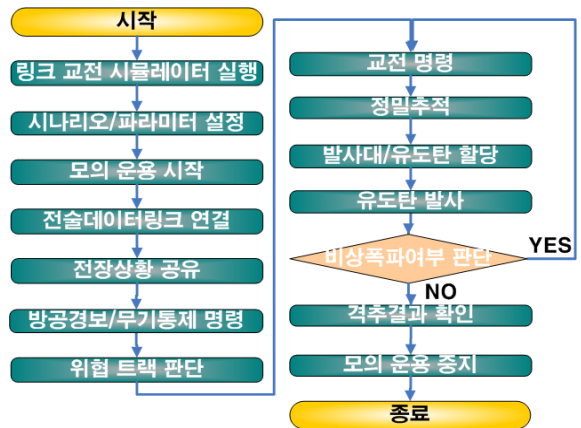 시작
링크 교전 시뮬레이터 실행
시나리오/파라미터 설정
모의 운용 시작
전술데이터링크 연결
전장상황 공유
방공경보/무기통제 명령
위협 트랙 판단
교전 명령
정밀추적
발사대/유도탄 할당
유도탄 발사
비상폭파여부 판단
YES
NO
격추결과 확인
모의 운용 중지
종료